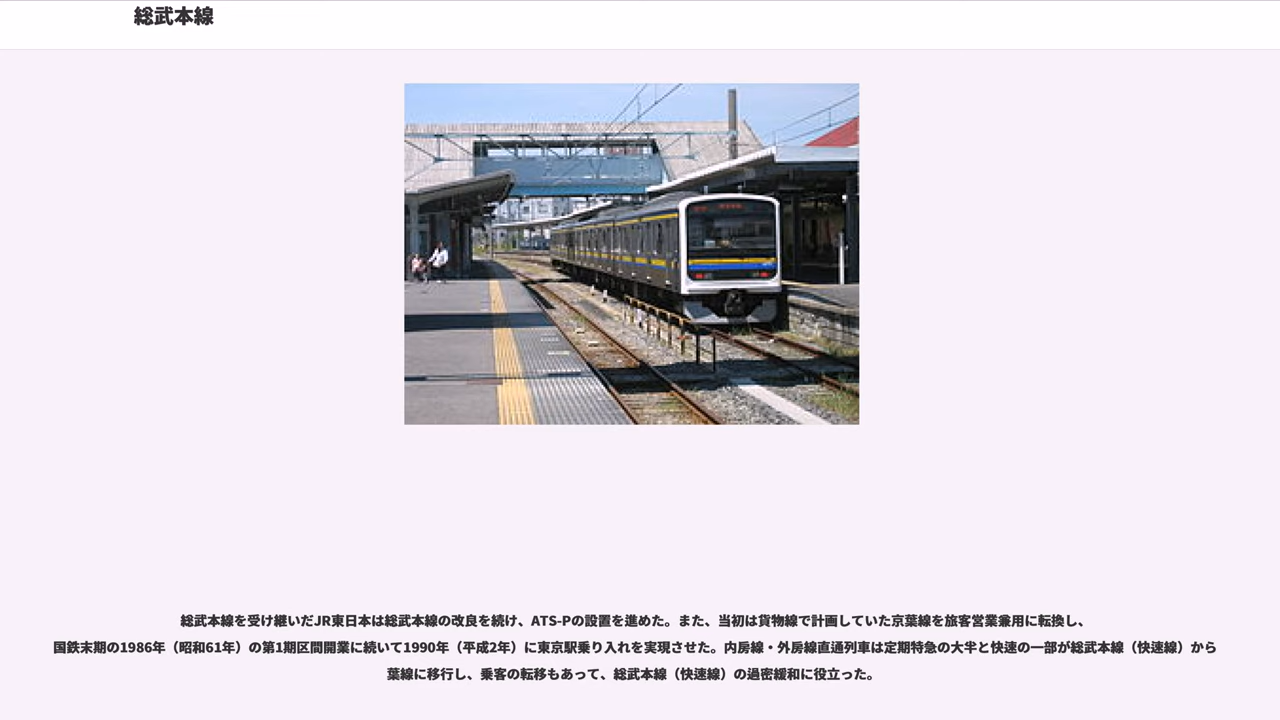 総武本線
総武本線を受け継いだJR東日本は総武本線の改良を続け、ATS-Pの設置を進めた。また、当初は貨物線で計画していた京葉線を旅客営業兼用に転換し、
国鉄末期の1986年（昭和61年）の第1期区間開業に続いて1990年（平成2年）に東京駅乗り入れを実現させた。内房線・外房線直通列車は定期特急の大半と快速の一部が総武本線（快速線）から
葉線に移行し、乗客の転移もあって、総武本線（快速線）の過密緩和に役立った。